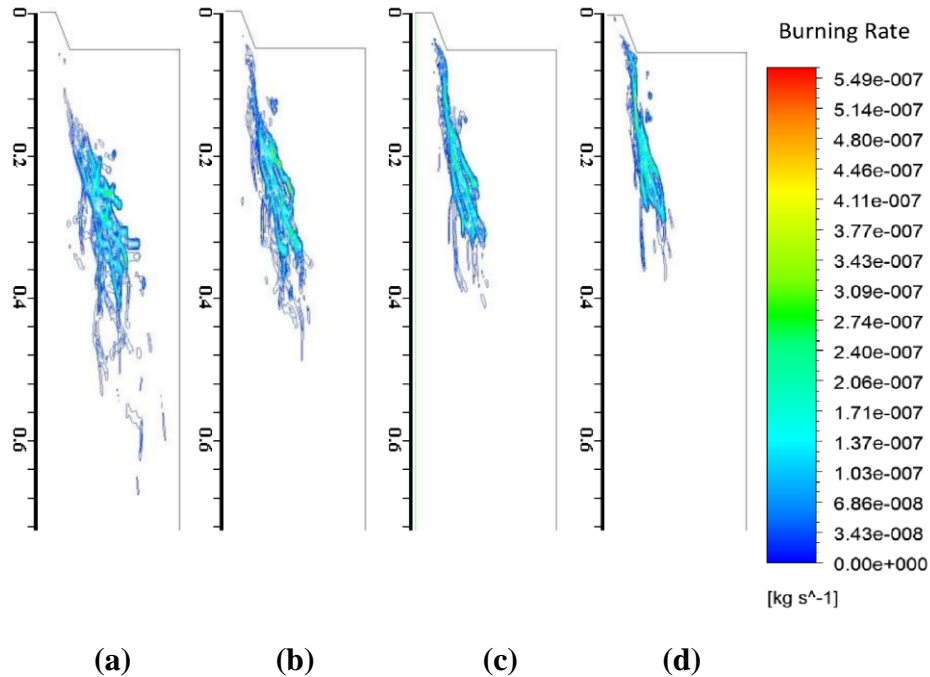 0
0.2
0.4
0.6
0
0.2
0.4
0.6
0
0.2
0.4
0.6
0
0.2
0.4
0.6
Burning Rate
5.49e-007
5.14e-007
4.80e-007
4.46e-007
4.11e-007
3.77e-007
3.43e-007
3.09e-007
2.74e-007
2.40e-007
2.06e-007
1.71e-007
1.37e-007
1.03e-007
6.86e-008
3.43e-008
0.00e+000
[kg s^-1]
(a) (b) (c) (d)